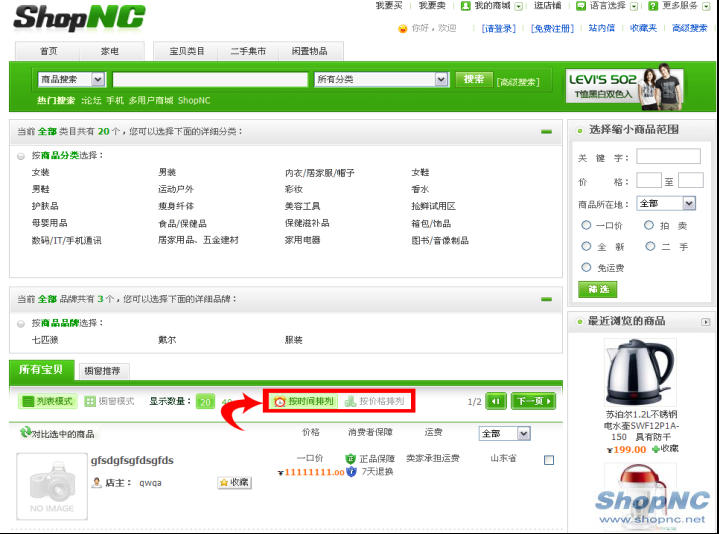 ShopNC
我要买 我要卖 我的商城 逛店铺 语言选择 更多服务
你好，欢迎 [请登录] [免费注册] 站内信 收藏夹 高级搜索
首页 家电 宝贝类目 二手集市 闲置物品
商品搜索 所有分类 搜索 [高级搜索]
热门搜索 :论坛 手机 多用户商城 ShopNC
LEVI'S 502
T恤黑白双色入
当前 全部 类目共有 20 个，您可以选择下面的详细分类：
按商品分类选择：
女装 男装 内衣/居家服/帽子 女鞋
男鞋 运动户外 彩妆 香水
护肤品 瘦身纤体 美容工具 抢鲜试用区
母婴用品 食品/保健品 保健滋补品 箱包/饰品
数码/IT/手机通讯 居家用品、五金建材 家用电器 图书/音像制品
当前 全部 品牌共有 3 个，您可以选择下面的详细品牌：
按商品品牌选择：
七匹狼 戴尔 服装
所有宝贝 橱窗推荐
列表模式 橱窗模式 显示数量： 20 按时间排列 按价格排列 1/2 下一页
对比选中的商品 价格 消费者保障 运费 全部
gfsdgfsgfdsgfds 一口价 正品保障 卖家承担运费 山东省
店主： qwqa 收藏 ¥11111111.00 7天退换
NO IMAGE
选择缩小商品范围
关 键 字：
价 格： 至
商品所在地： 全部
一口价 拍 卖
全 新 二 手
免运费
筛 选
最近浏览的商品
苏泊尔1.2L不锈钢
电水壶SWF12P1A-
150 具有防干
¥199.00 收藏
ShopNC
www.shopnc.net